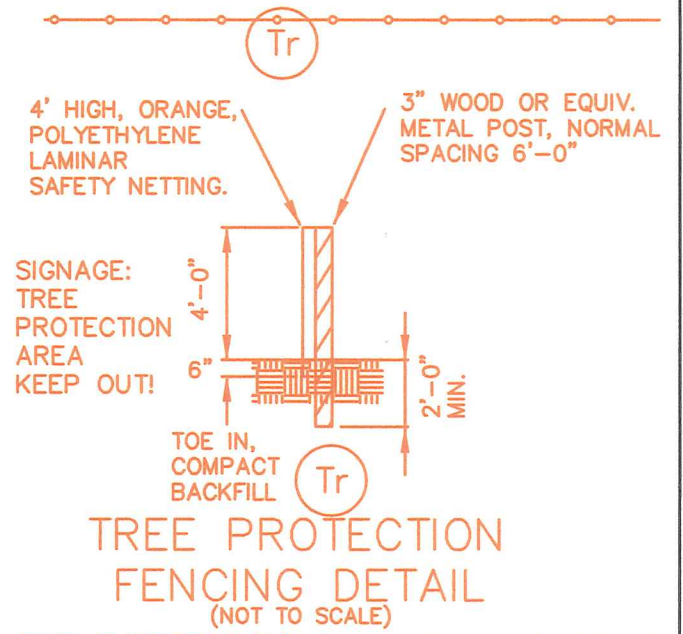 Tr
4' HIGH, ORANGE,
POLYETHYLENE
LAMINAR
SAFETY NETTING.
3" WOOD OR EQUIV.
METAL POST, NORMAL
SPACING 6'-0"
SIGNAGE:
TREE
PROTECTION
AREA
KEEP OUT!
4'-0"
6"
2'-0"
MIN.
TOE IN,
COMPACT
BACKFILL
Tr
TREE PROTECTION
FENCING DETAIL
(NOT TO SCALE)